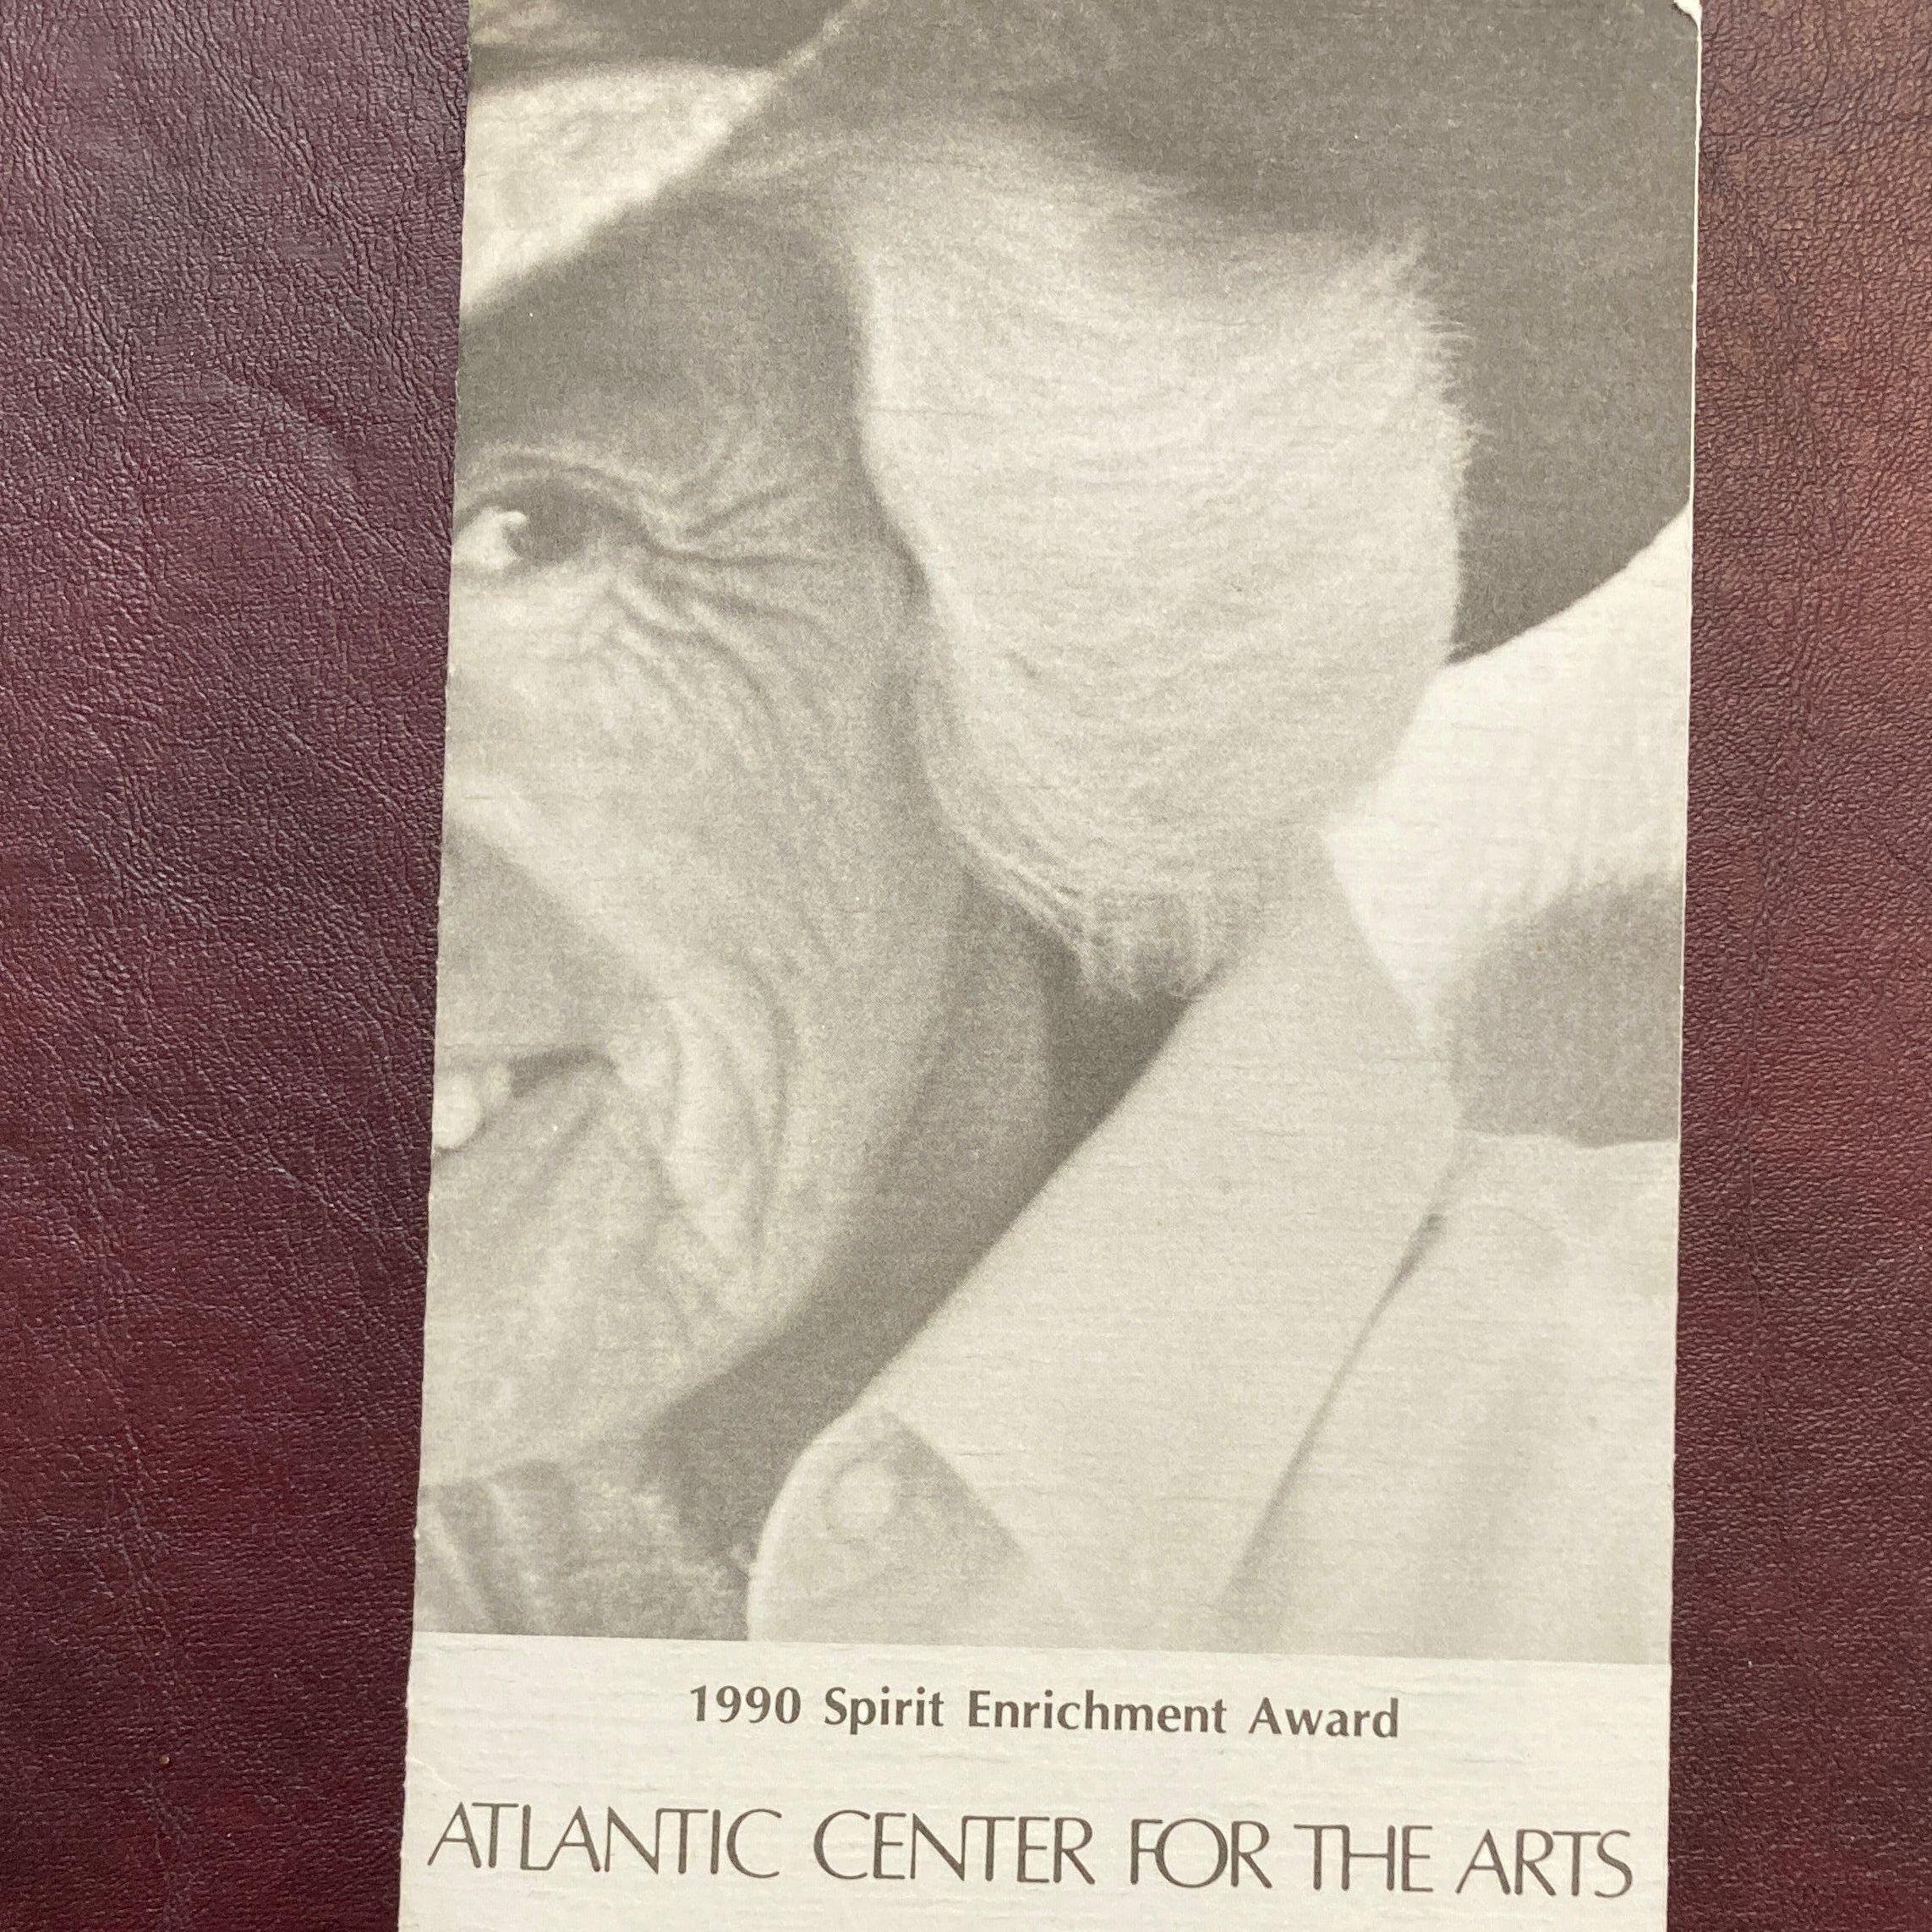 1990 Spirit Enrichment Award
ATLANTIC CENTER FOR THE ARTS